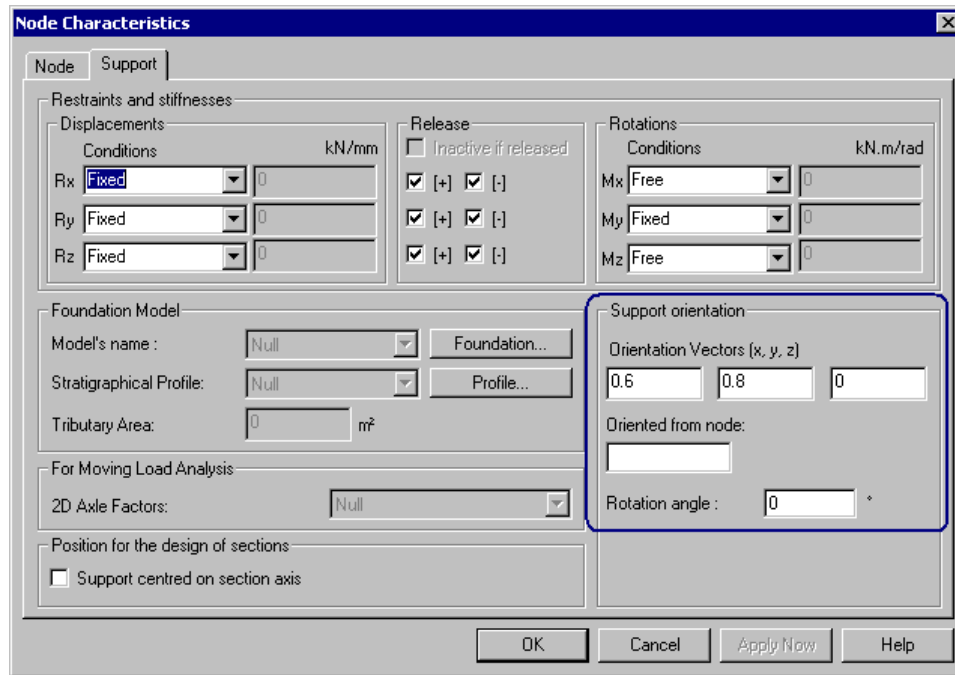 Node Characteristics
Node Support
Restraints and stiffnesses
Displacements
Conditions kN/mm
Rx Fixed 0
Ry Fixed 0
Rz Fixed 0
Release
Inactive if released
[+] [-]
[+] [-]
[+] [-]
Rotations
Conditions kN.m/rad
Mx Free 0
My Fixed 0
Mz Free 0
Foundation Model
Model's name : Null Foundation...
Stratigraphical Profile: Null Profile...
Tributary Area: 0 m²
For Moving Load Analysis
2D Axle Factors: Null
Position for the design of sections
Support centred on section axis
Support orientation
Orientation Vectors (x, y, z)
0.6 0.8 0
Oriented from node:
Rotation angle : 0 °
OK Cancel Apply Now Help